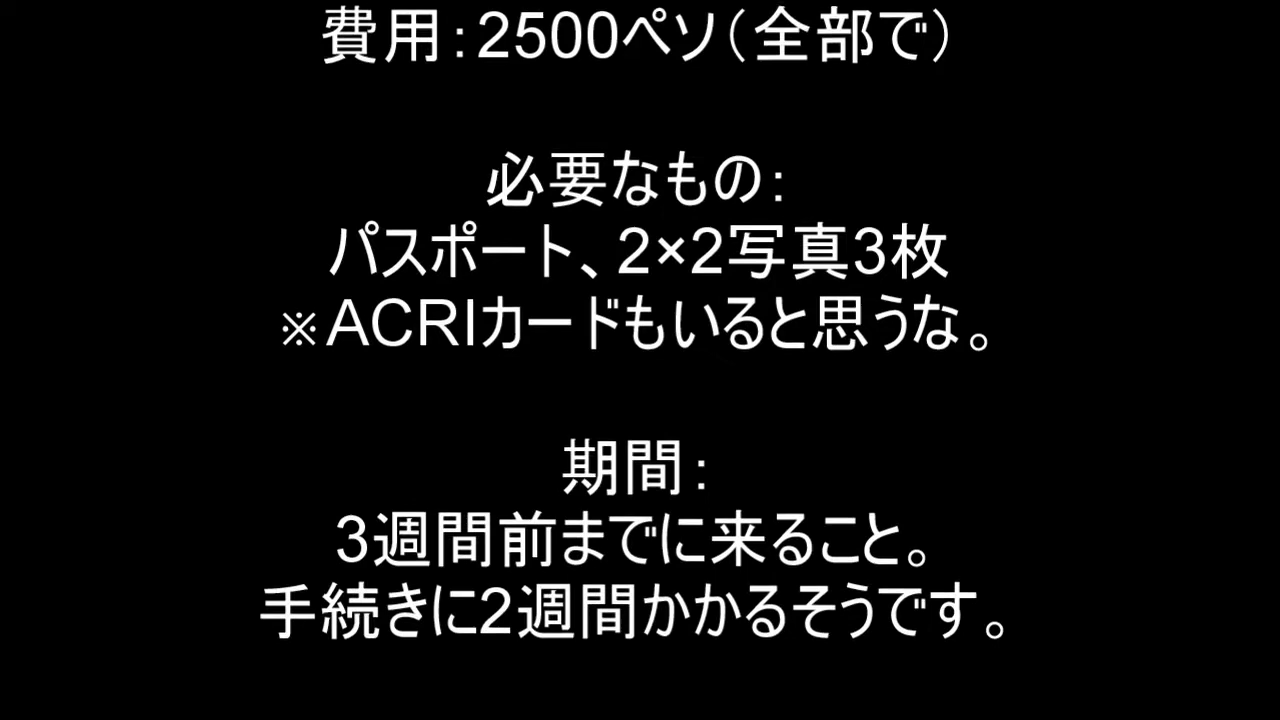 費用：2500ペソ（全部で）
必要なもの：
パスポート、2×2写真3枚
※ACRIカードもいると思うな。
期間：
3週間前までに来ること。
手続きに2週間かかるそうです。